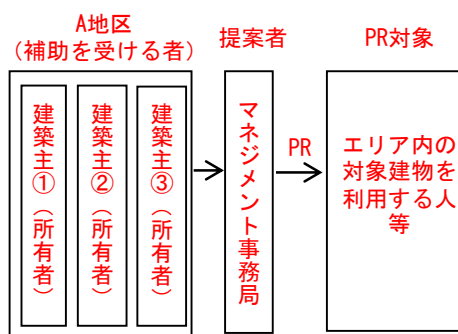 A地区
（補助を受ける者）
提案者
PR対象
建築主①（所有者）
建築主②（所有者）
建築主③（所有者）
マネジメント事務局
PR
エリア内の
対象建物を
利用する人
等